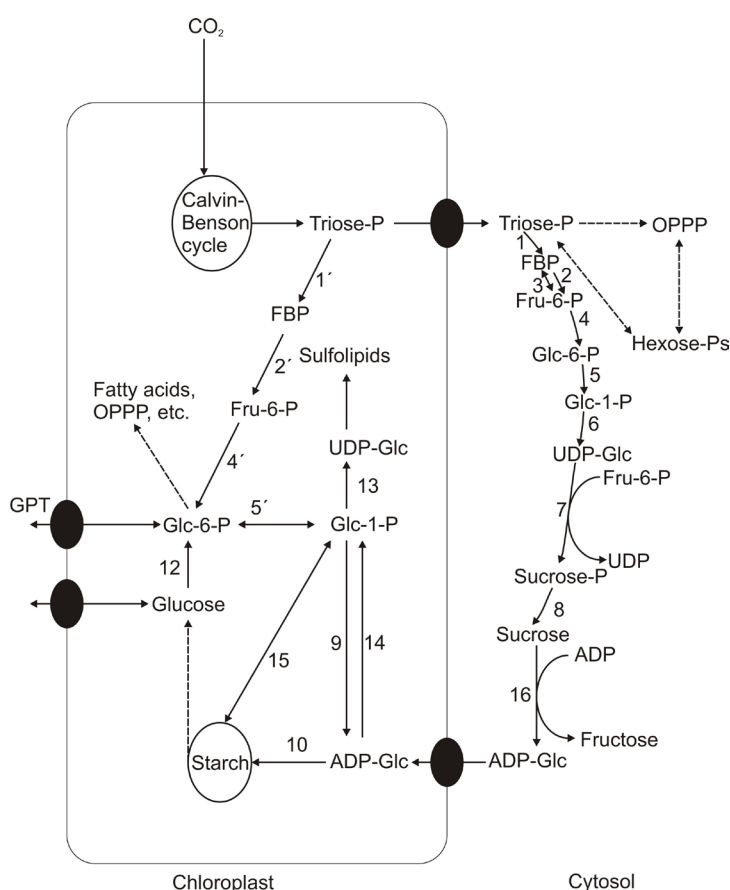 CO₂
Calvin-
Benson
cycle
Triose-P
Triose-P
OPPP
1
FBP
2
3
Fru-6-P
4
Hexose-Ps
Glc-6-P
5
Glc-1-P
6
UDP-Glc
Fru-6-P
7
UDP
Sucrose-P
8
Sucrose
ADP
16
Fructose
ADP-Glc
1´
FBP
2´
Sulfolipids
Fatty acids,
OPPP, etc.
Fru-6-P
UDP-Glc
4´
13
GPT
Glc-6-P
5´
Glc-1-P
12
Glucose
9
14
15
10
Starch
ADP-Glc
Chloroplast
Cytosol